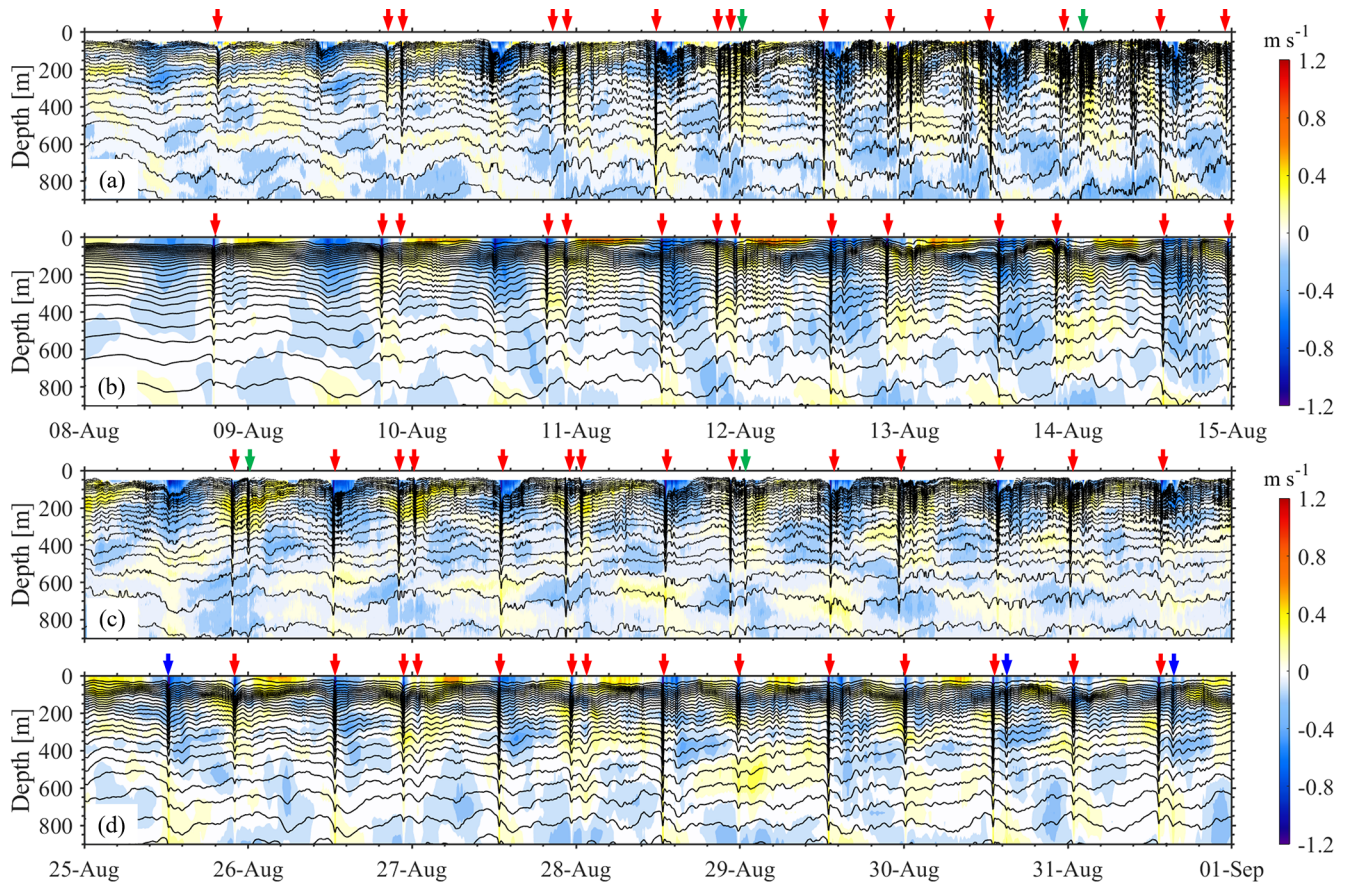 m s-1
0
200
400
600
800
Depth [m]
(a)
0
200
400
600
800
Depth [m]
(b)
08-Aug 09-Aug 10-Aug 11-Aug 12-Aug 13-Aug 14-Aug 15-Aug
1.2
0.8
0.4
0
-0.4
-0.8
-1.2
m s-1
0
200
400
600
800
Depth [m]
(c)
0
200
400
600
800
Depth [m]
(d)
25-Aug 26-Aug 27-Aug 28-Aug 29-Aug 30-Aug 31-Aug 01-Sep
1.2
0.8
0.4
0
-0.4
-0.8
-1.2